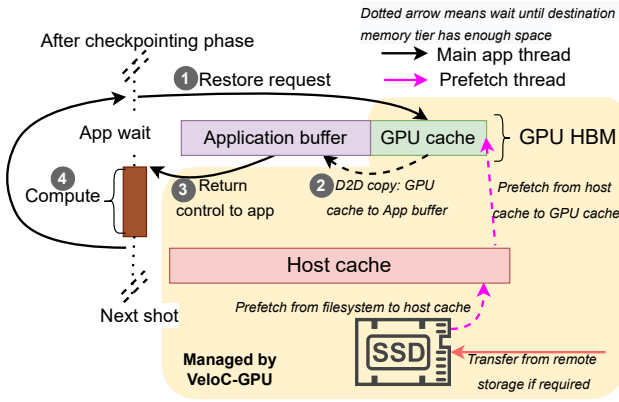 Dotted arrow means wait until destination
memory tier has enough space
After checkpointing phase
Main app thread
Prefetch thread
1 Restore request
App wait
Application buffer
GPU cache
GPU HBM
4
Compute
3 Return
control to app
2 D2D copy: GPU
cache to App buffer
Prefetch from host
cache to GPU cache
Host cache
Next shot
Prefetch from filesystem to host cache
SSD
Managed by
VeloC-GPU
Transfer from remote
storage if required